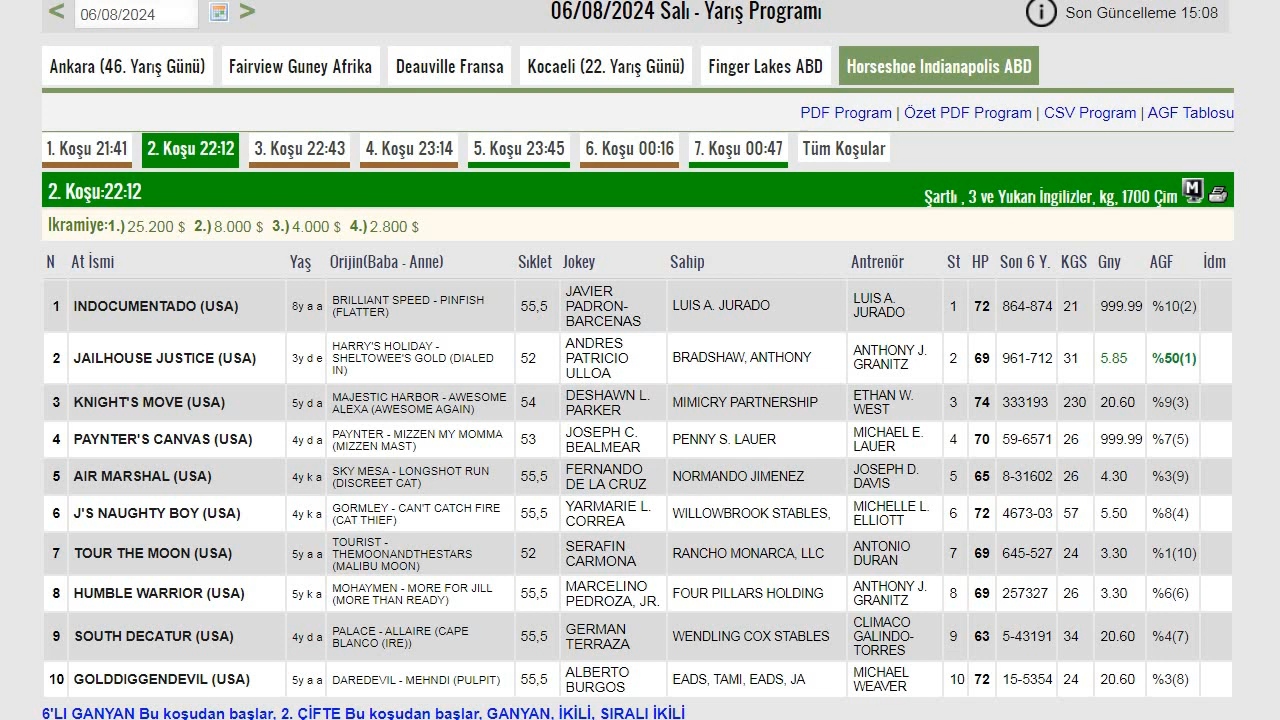 < 06/08/2024 > 06/08/2024 Salı - Yarış Programı Son Güncelleme 15:08
Ankara (46. Yarış Günü) Fairview Guney Afrika Deauville Fransa Kocaeli (22. Yarış Günü) Finger Lakes ABD Horseshoe Indianapolis ABD
PDF Program | Özet PDF Program | CSV Program | AGF Tablosu
1. Koşu 21:41 2. Koşu 22:12 3. Koşu 22:43 4. Koşu 23:14 5. Koşu 23:45 6. Koşu 00:16 7. Koşu 00:47 Tüm Koşular
2. Koşu:22:12 Şartlı , 3 ve Yukarı İngilizler, kg, 1700 Çim M
İkramiye:1.) 25.200 $ 2.) 8.000 $ 3.) 4.000 $ 4.) 2.800 $
N At İsmi Yaş Orijin(Baba - Anne) Sıklet Jokey Sahip Antrenör St HP Son 6 Y. KGS Gny AGF İdm
1 INDOCUMENTADO (USA) 8y a a BRILLIANT SPEED - PINFISH (FLATTER) 55,5 JAVIER PADRON-BARCENAS LUIS A. JURADO LUIS A. JURADO 1 72 864-874 21 999.99 %10(2)
2 JAILHOUSE JUSTICE (USA) 3y d e HARRY'S HOLIDAY - SHELTOWEE'S GOLD (DIALED IN) 52 ANDRES PATRICIO ULLOA BRADSHAW, ANTHONY ANTHONY J. GRANITZ 2 69 961-712 31 5.85 %50(1)
3 KNIGHT'S MOVE (USA) 5y d a MAJESTIC HARBOR - AWESOME ALEXA (AWESOME AGAIN) 54 DESHAWN L. PARKER MIMICRY PARTNERSHIP ETHAN W. WEST 3 74 333193 230 20.60 %9(3)
4 PAYNTER'S CANVAS (USA) 4y d a PAYNTER - MIZZEN MY MOMMA (MIZZEN MAST) 53 JOSEPH C. BEALMEAR PENNY S. LAUER MICHAEL E. LAUER 4 70 59-6571 26 999.99 %7(5)
5 AIR MARSHAL (USA) 4y k a SKY MESA - LONGSHOT RUN (DISCREET CAT) 55,5 FERNANDO DE LA CRUZ NORMANDO JIMENEZ JOSEPH D. DAVIS 5 65 8-31602 26 4.30 %3(9)
6 J'S NAUGHTY BOY (USA) 4y k a GORMLEY - CAN'T CATCH FIRE (CAT THIEF) 55,5 YARMARIE L. CORREA WILLOWBROOK STABLES, MICHELLE L. ELLIOTT 6 72 4673-03 57 5.50 %8(4)
7 TOUR THE MOON (USA) 5y a a TOURIST - THEMOONANDTHESTARS (MALIBU MOON) 52 SERAFIN CARMONA RANCHO MONARCA, LLC ANTONIO DURAN 7 69 645-527 24 3.30 %1(10)
8 HUMBLE WARRIOR (USA) 5y k a MOHAYMEN - MORE FOR JILL (MORE THAN READY) 55,5 MARCELINO PEDROZA, JR. FOUR PILLARS HOLDING ANTHONY J. GRANITZ 8 69 257327 26 3.30 %6(6)
9 SOUTH DECATUR (USA) 4y d a PALACE - ALLAIRE (CAPE BLANCO (IRE)) 55,5 GERMAN TERRAZA WENDLING COX STABLES CLIMACO GALINDO-TORRES 9 63 5-43191 34 20.60 %4(7)
10 GOLDDIGGENDEVIL (USA) 5y a a DAREDEVIL - MEHNDI (PULPIT) 55,5 ALBERTO BURGOS EADS, TAMI, EADS, JA MICHAEL WEAVER 10 72 15-5354 24 20.60 %3(8)
6'LI GANYAN Bu koşudan başlar, 2. ÇİFTE Bu koşudan başlar, GANYAN, İKİLİ, SIRALI İKİLİ